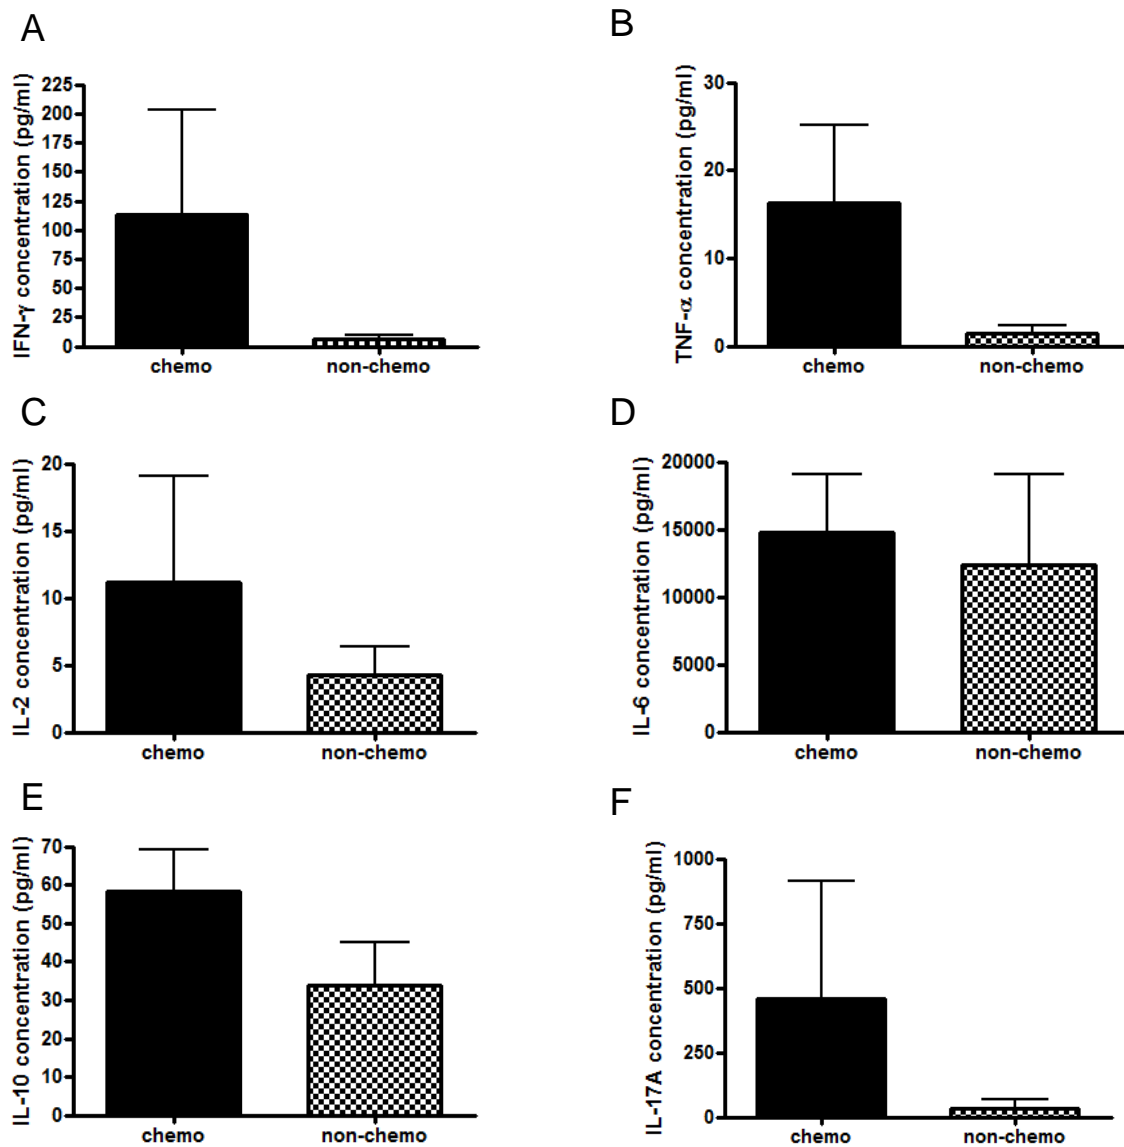 A
IFN-γ concentration (pg/ml)
225
200
175
150
125
100
75
50
25
0
chemo
non-chemo
B
TNF-α concentration (pg/ml)
30
20
10
0
chemo
non-chemo
C
IL-2 concentration (pg/ml)
20
15
10
5
0
chemo
non-chemo
D
IL-6 concentration (pg/ml)
20000
15000
10000
5000
0
chemo
non-chemo
E
IL-10 concentration (pg/ml)
70
60
50
40
30
20
10
0
chemo
non-chemo
F
IL-17A concentration (pg/ml)
1000
750
500
250
0
chemo
non-chemo